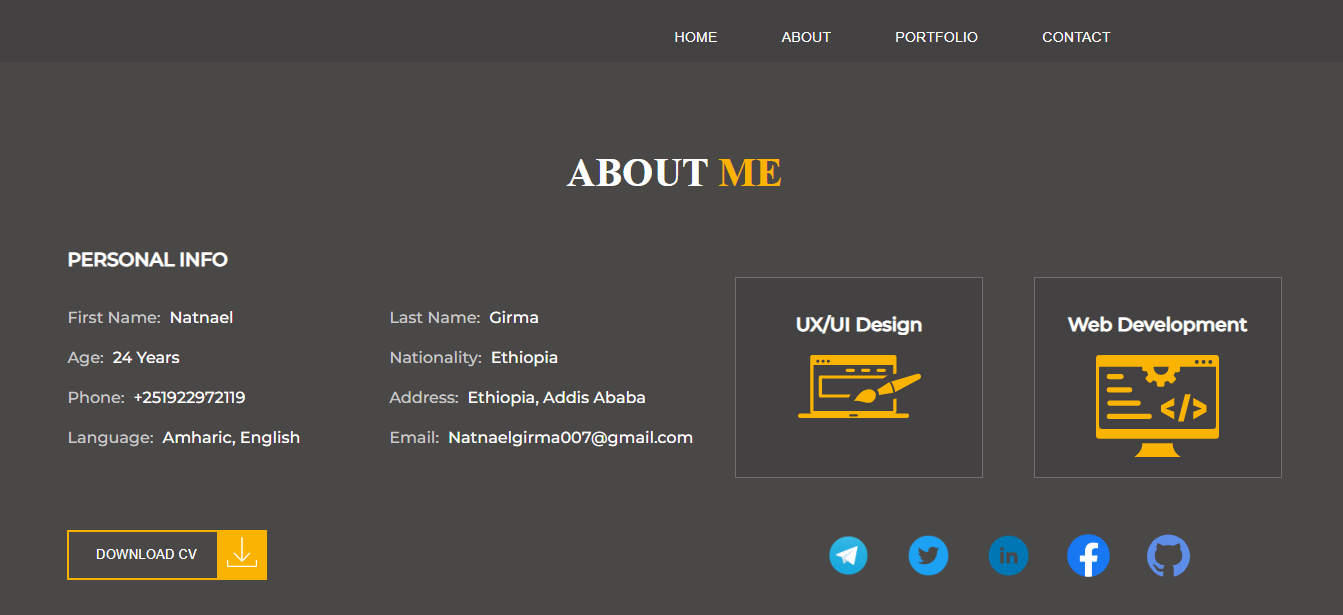 HOME ABOUT PORTFOLIO CONTACT
ABOUT ME
PERSONAL INFO
First Name: Natnael
Last Name: Girma
Age: 24 Years
Nationality: Ethiopia
Phone: +251922972119
Address: Ethiopia, Addis Ababa
Language: Amharic, English
Email: Natnaelgirma007@gmail.com
UX/UI Design
Web Development
</>
DOWNLOAD CV
in
f